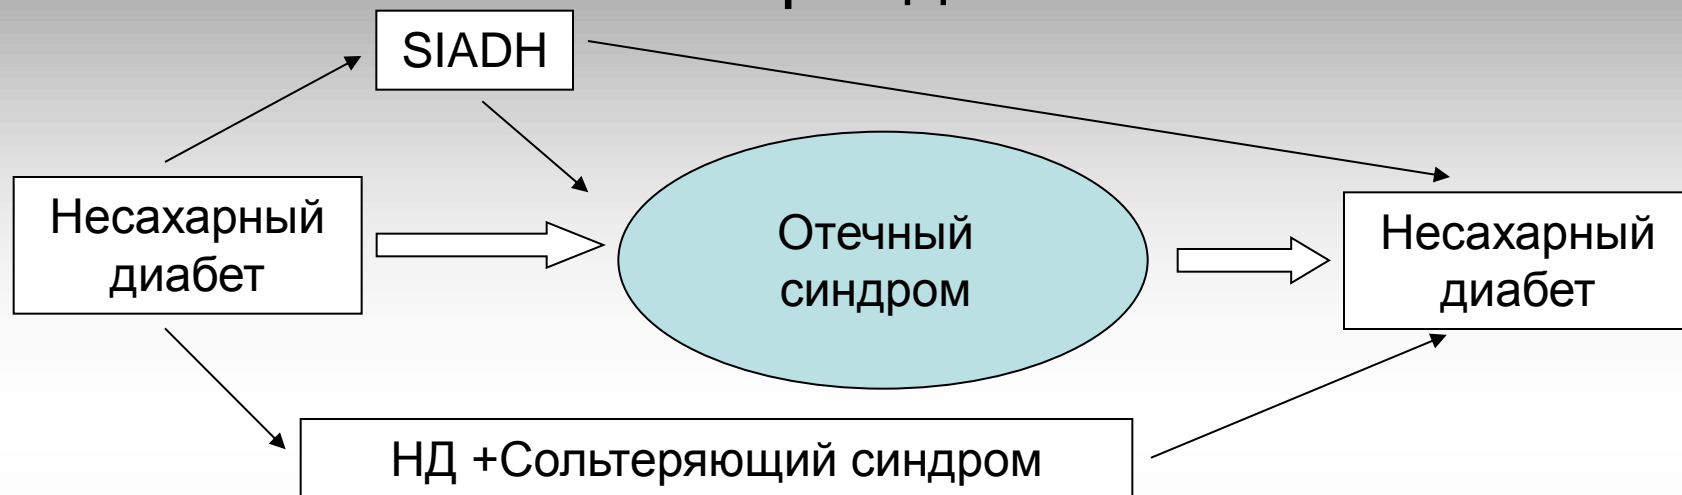 SIADH
Несахарный
диабет
Отечный
синдром
Несахарный
диабет
НД +Сольтеряющий синдром